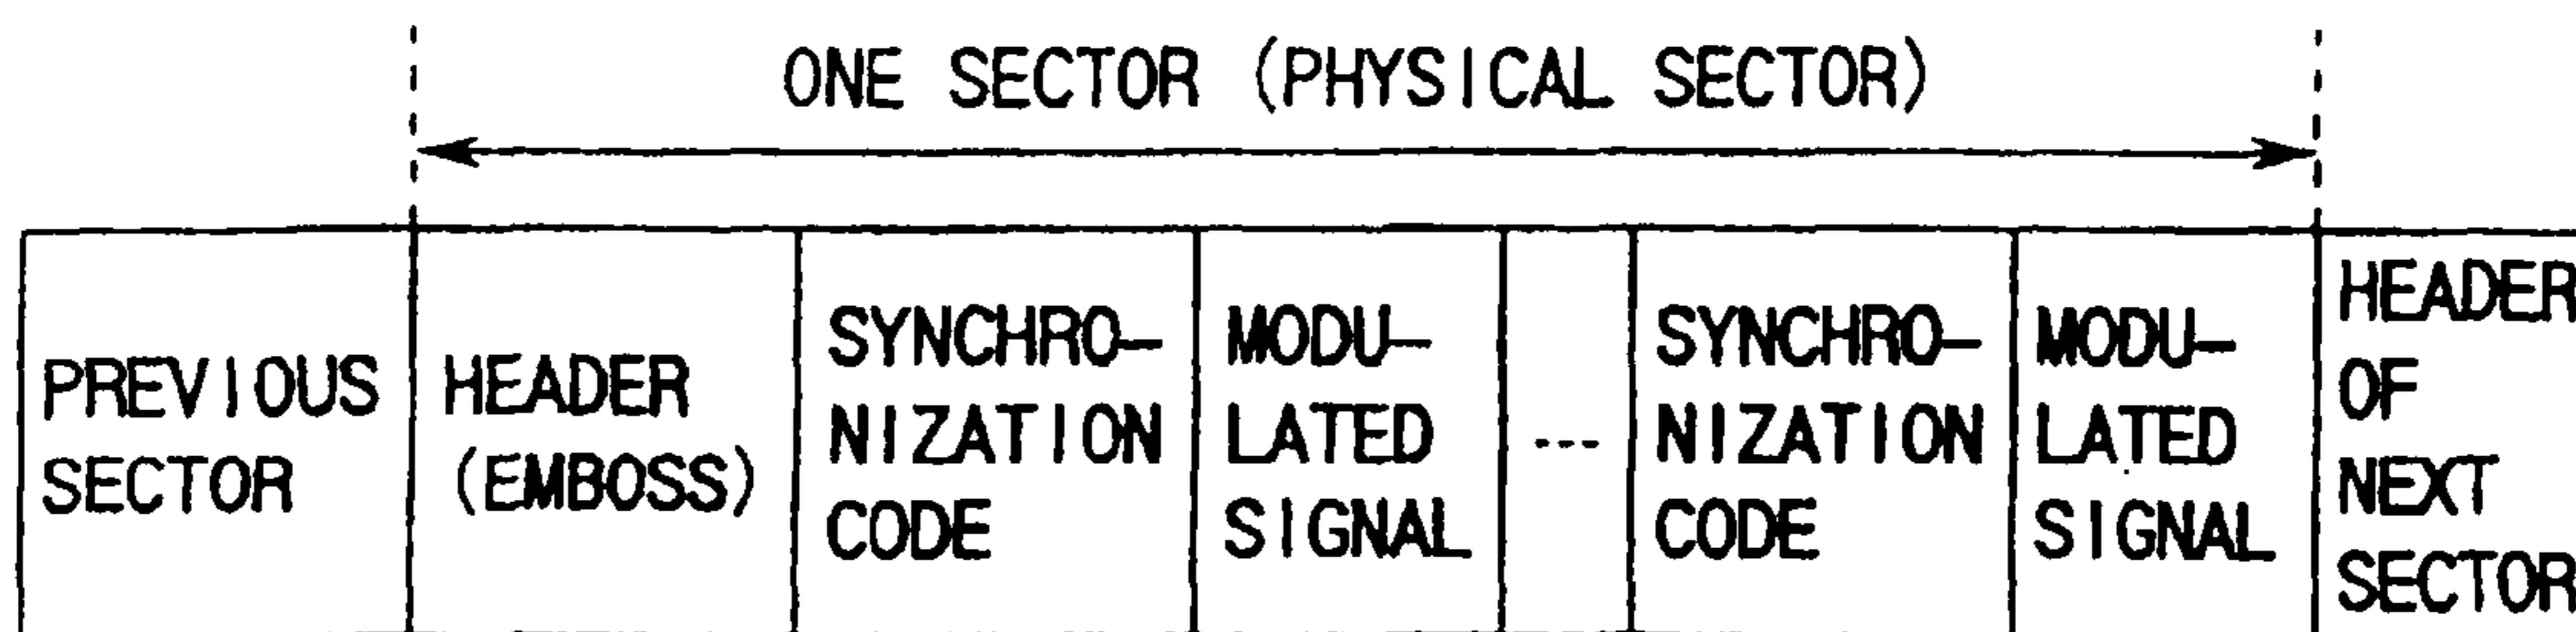 ONE SECTOR (PHYSICAL SECTOR)
PREVIOUS
SECTOR
HEADER
(EMBOSS)
SYNCHRO-
NIZATION
CODE
MODU-
LATED
SIGNAL
---
SYNCHRO-
NIZATION
CODE
MODU-
LATED
SIGNAL
HEADER
OF
NEXT
SECTOR